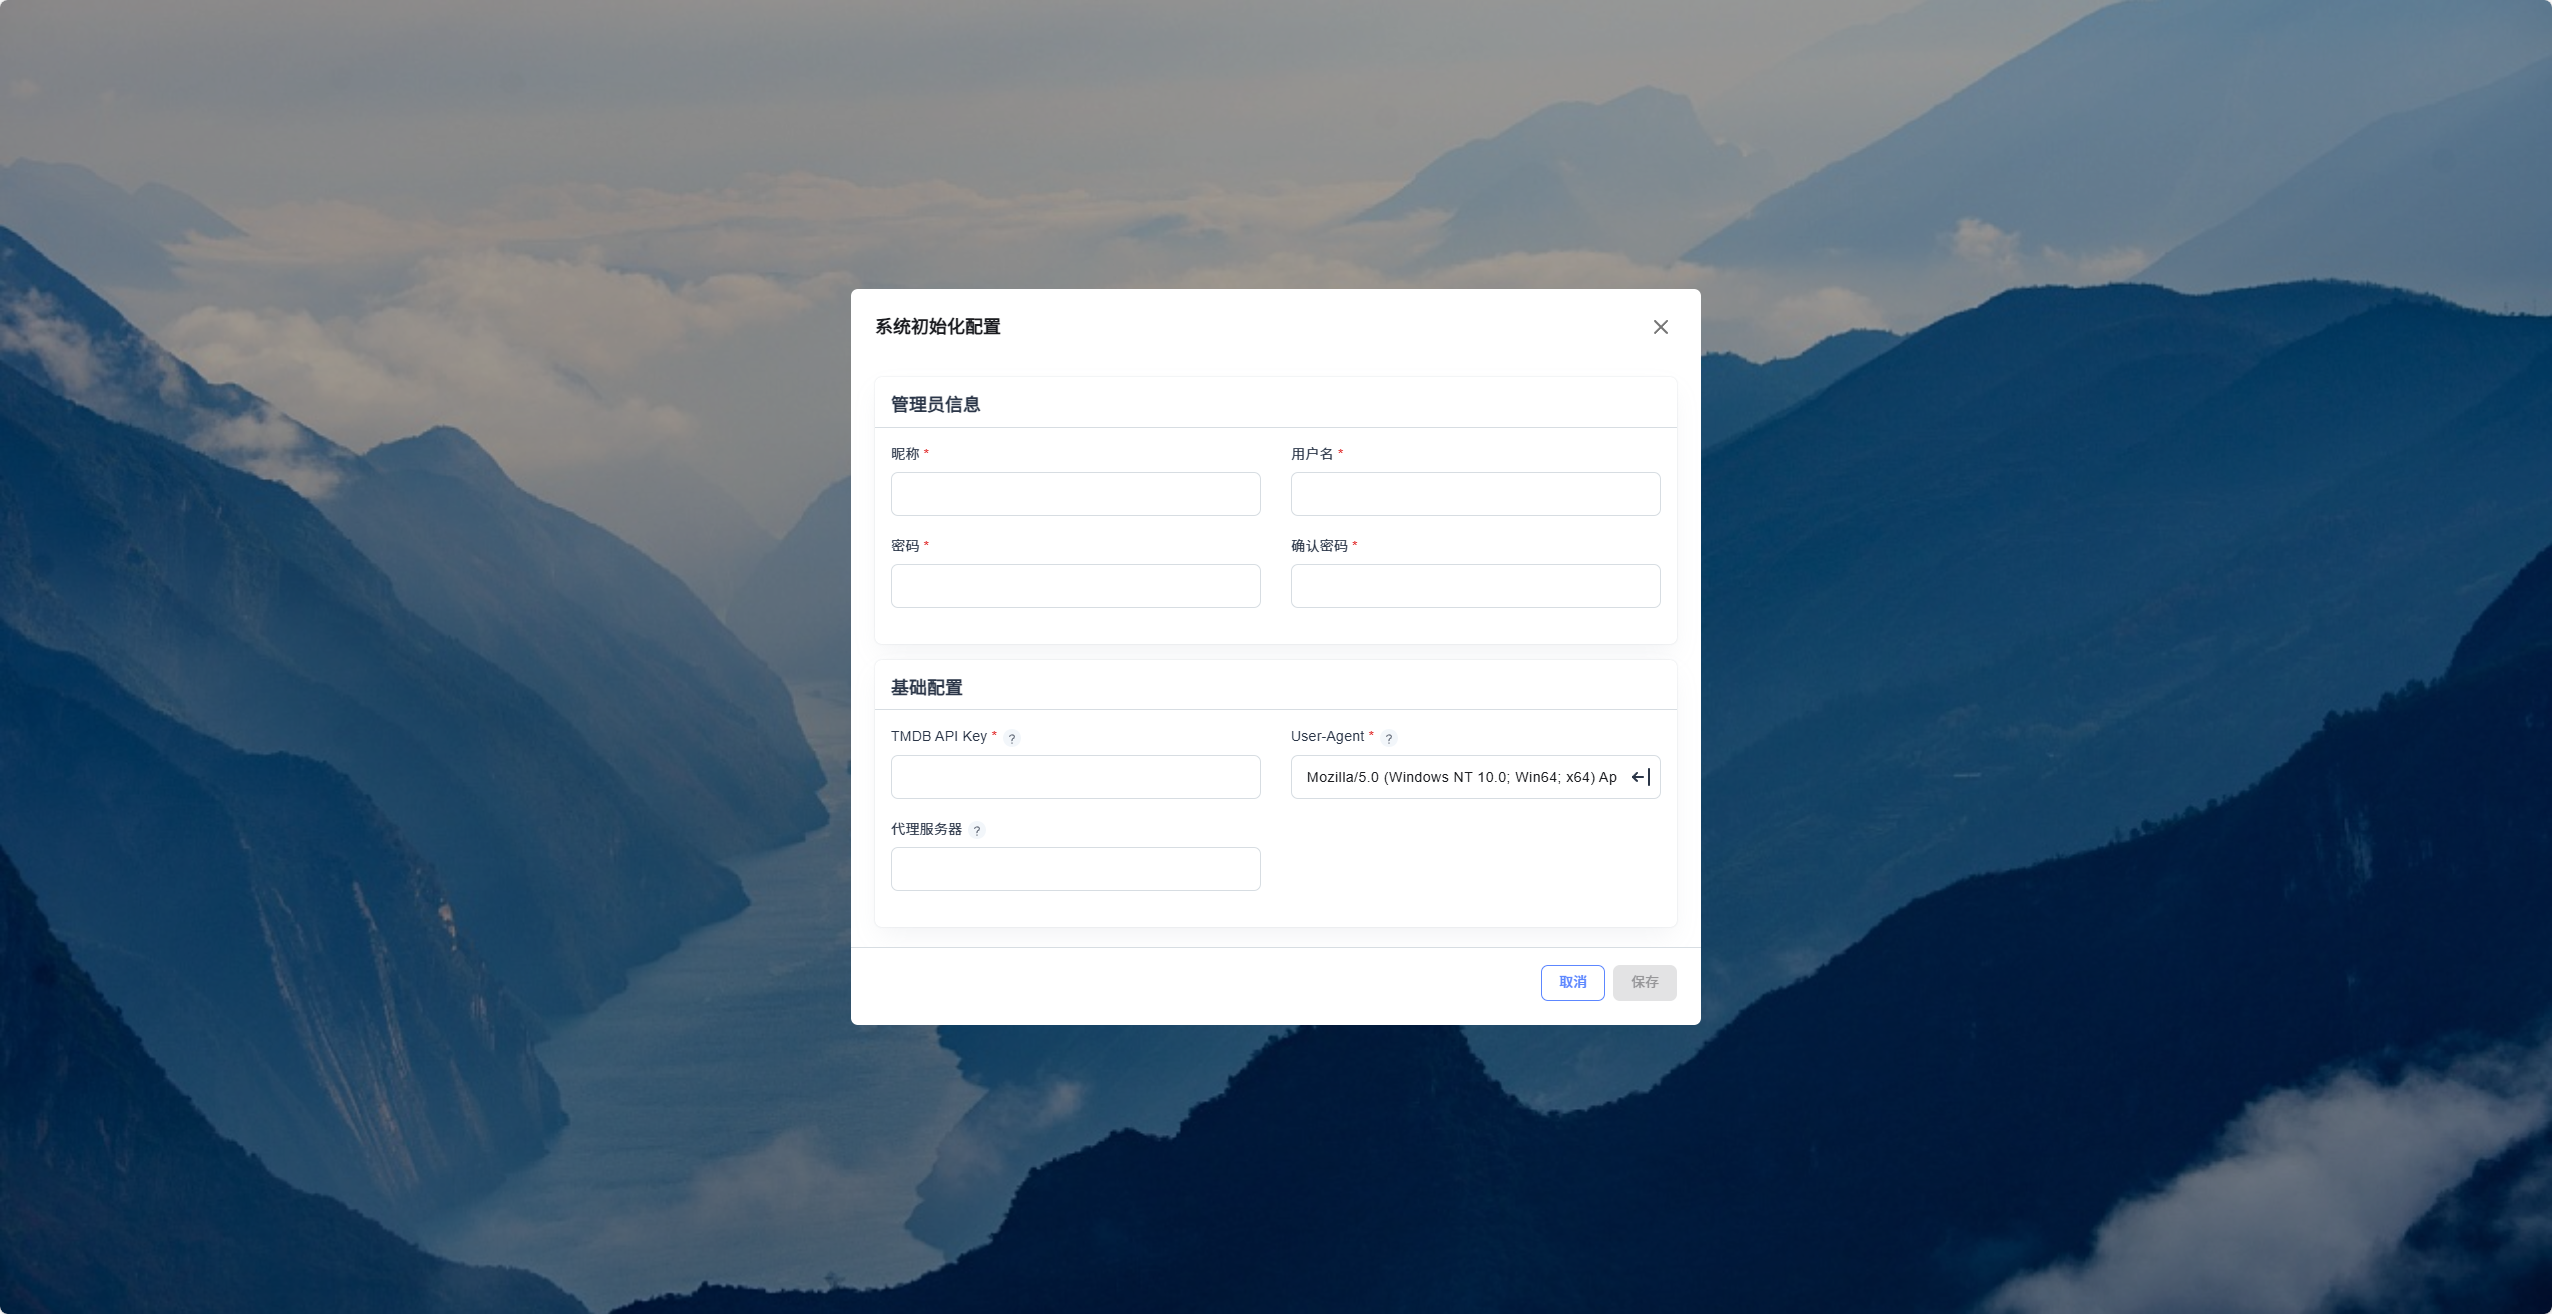 系统初始化配置
管理员信息
昵称 *
用户名 *
密码 *
确认密码 *
基础配置
TMDB API Key * ?
User-Agent * ?
Mozilla/5.0 (Windows NT 10.0; Win64; x64) Ap
代理服务器 ?
取消
保存